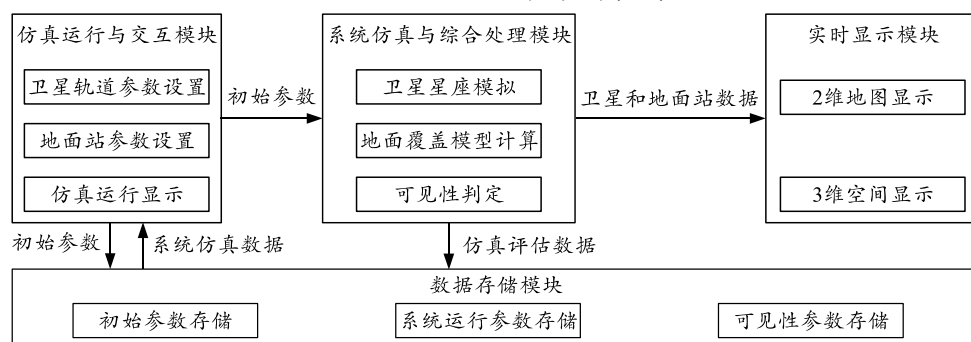 仿真运行与交互模块
卫星轨道参数设置
地面站参数设置
仿真运行显示
初始参数
系统仿真与综合处理模块
卫星星座模拟
地面覆盖模型计算
可见性判定
卫星和地面站数据
实时显示模块
2维地图显示
3维空间显示
初始参数
系统仿真数据
仿真评估数据
数据存储模块
初始参数存储
系统运行参数存储
可见性参数存储